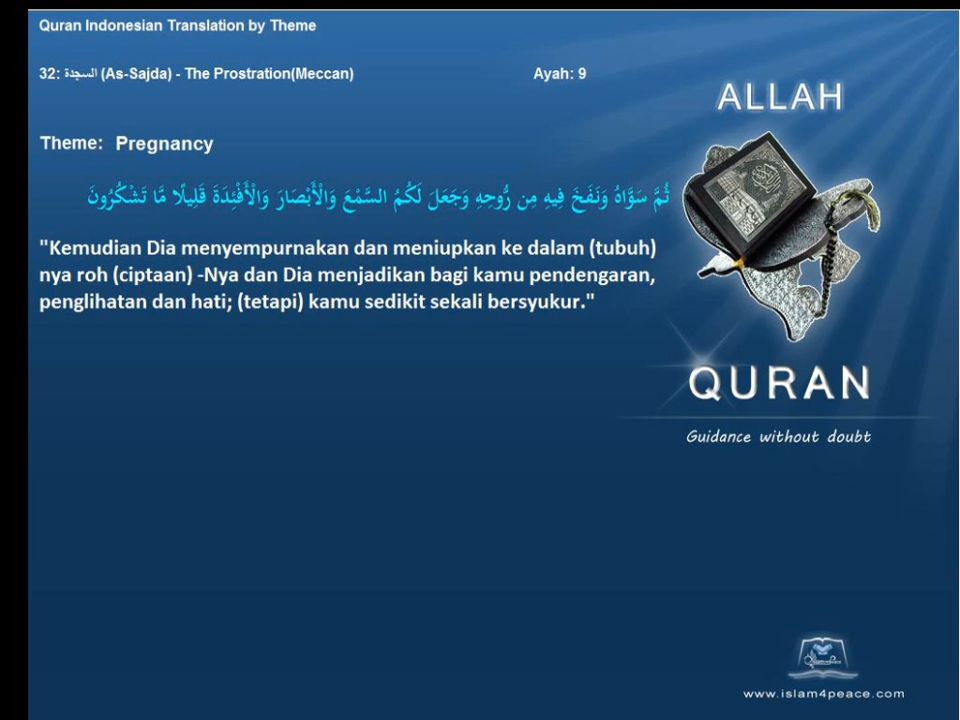 Quran Indonesian Translation by Theme
32: السجدة (As-Sajda) - The Prostration(Meccan) Ayah: 9
ALLAH
Theme: Pregnancy
ثُمَّ سَوَّاهُ وَنَفَخَ فِيهِ مِن رُّوحِهِ وَجَعَلَ لَكُمُ السَّمْعَ وَالْأَبْصَارَ وَالْأَفْئِدَةَ قَلِيلًا مَّا تَشْكُرُونَ
"Kemudian Dia menyempurnakan dan meniupkan ke dalam (tubuh)
nya roh (ciptaan) -Nya dan Dia menjadikan bagi kamu pendengaran,
penglihatan dan hati; (tetapi) kamu sedikit sekali bersyukur."
QURAN
Guidance without doubt
www.islam4peace.com